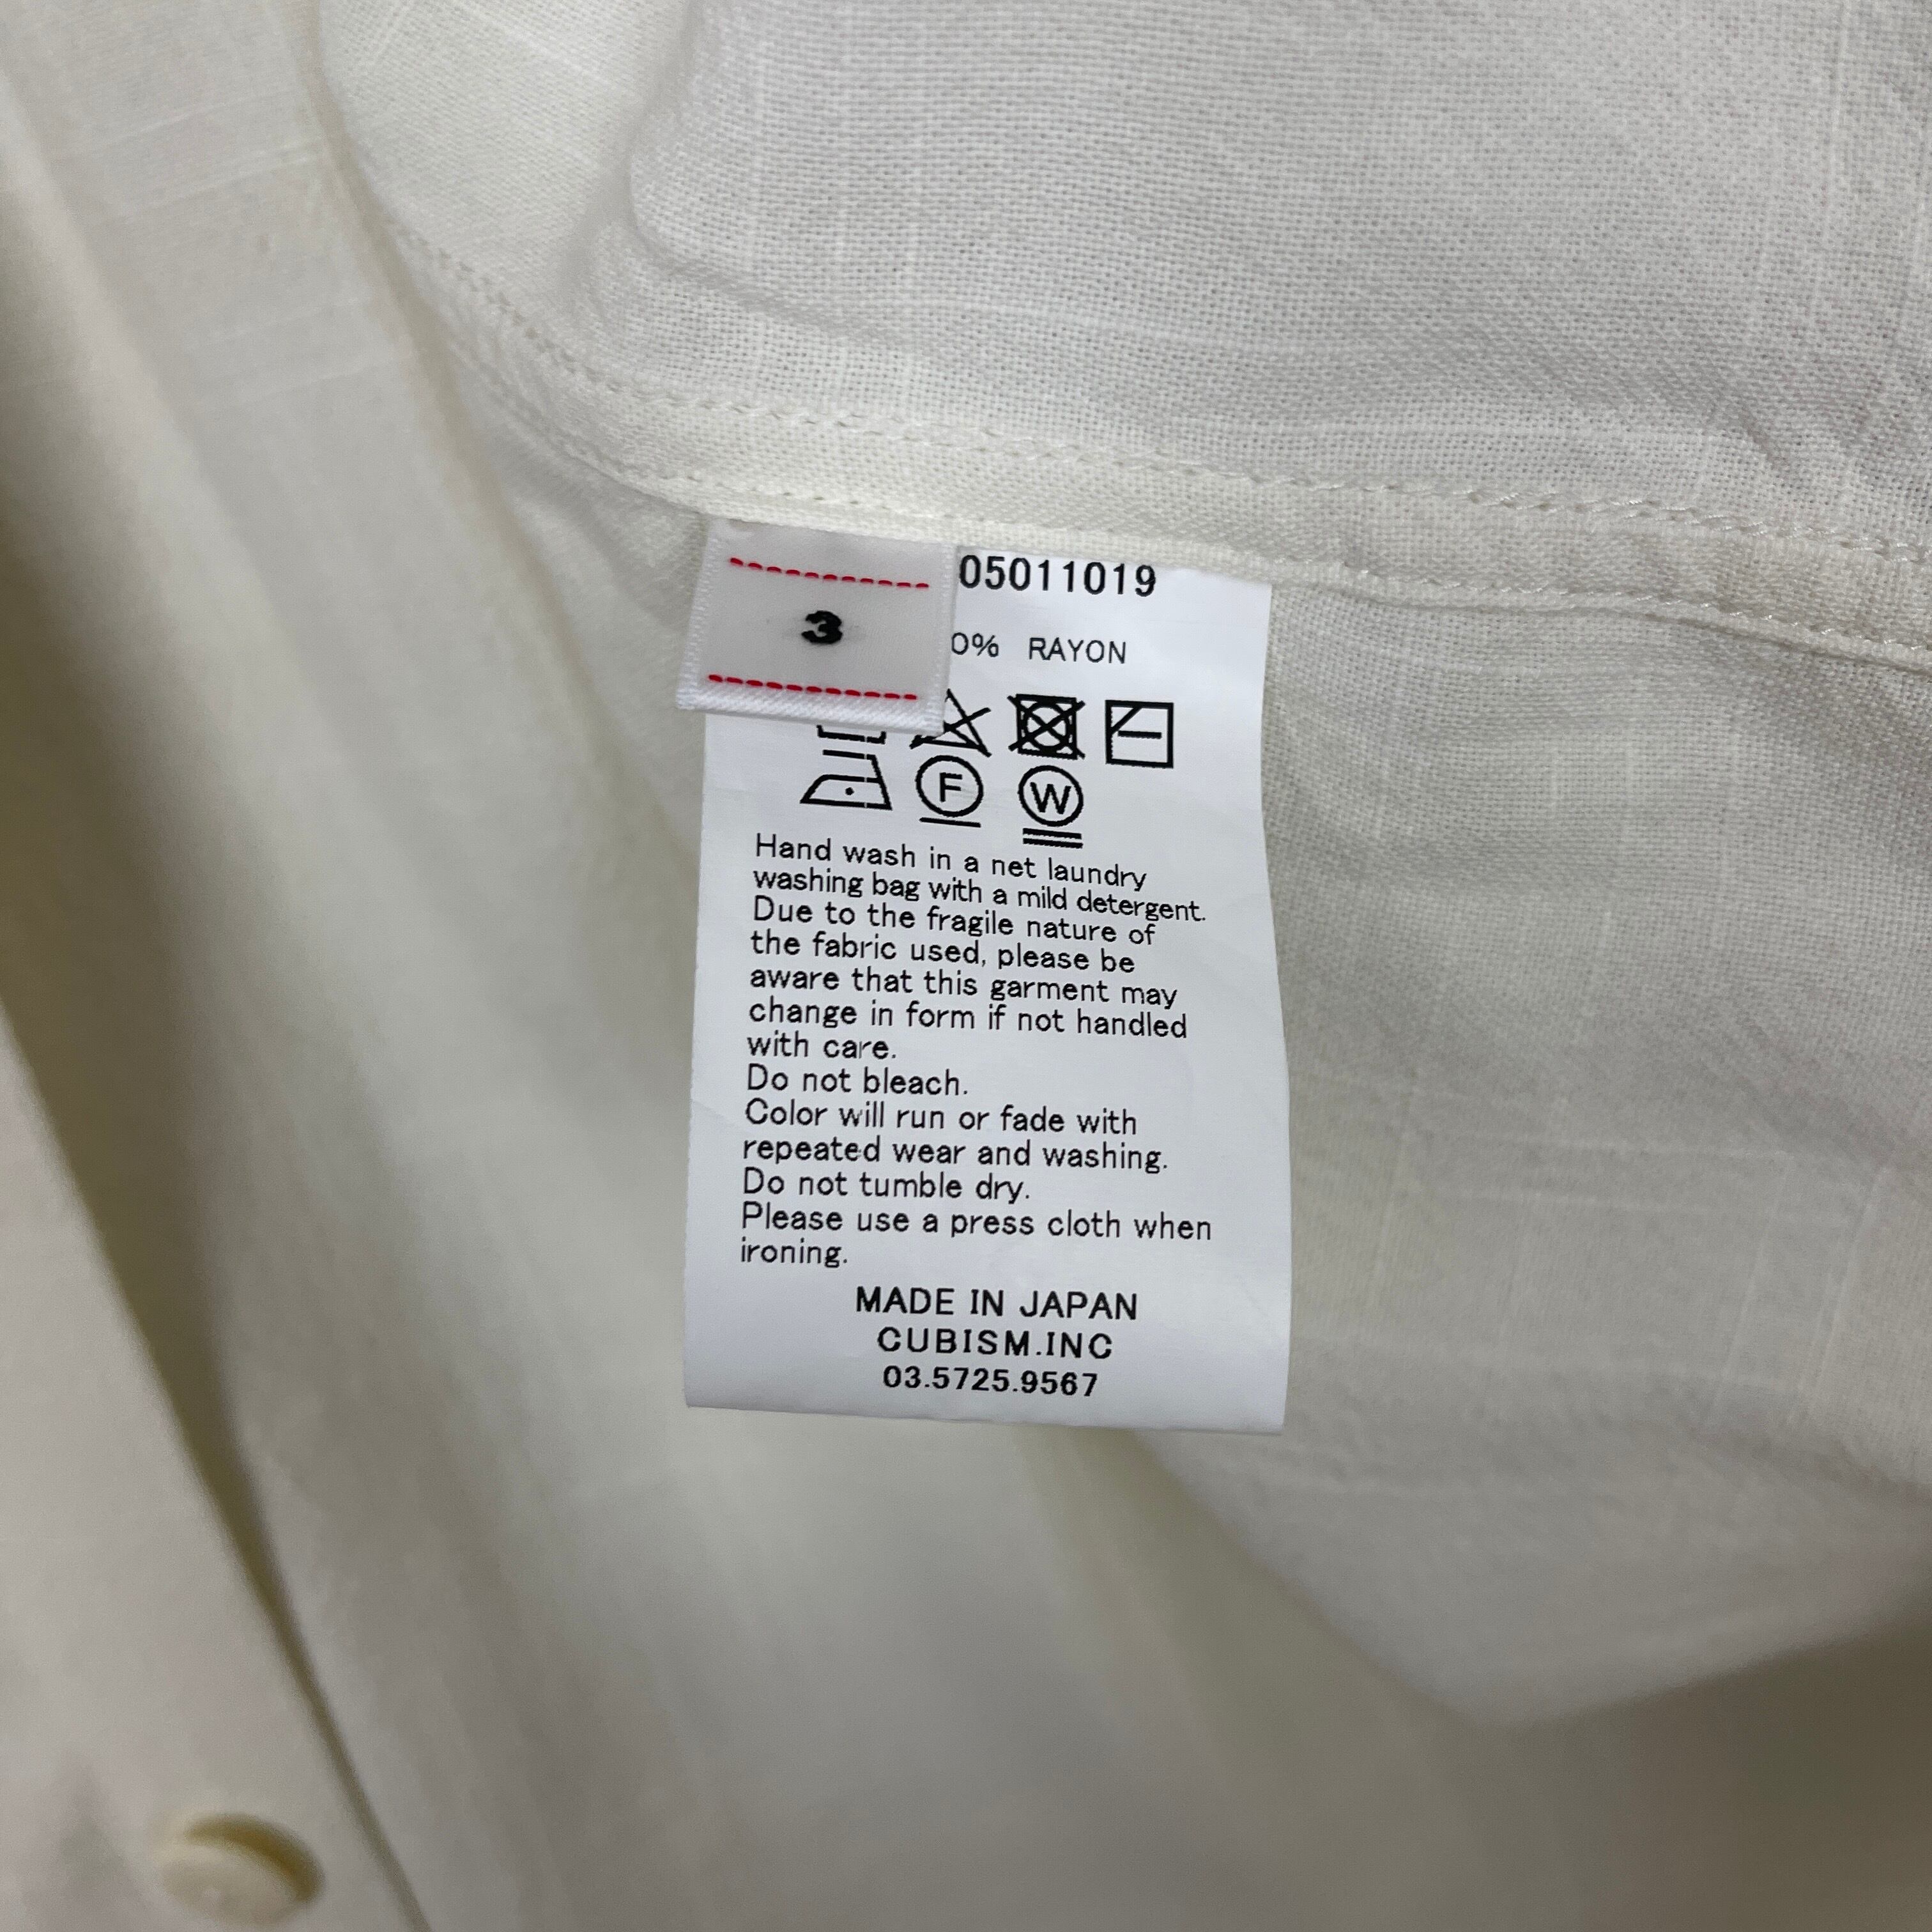 3
05011019
0% RAYON
F
W
Hand wash in a net laundry
washing bag with a mild detergent.
Due to the fragile nature of
the fabric used, please be
aware that this garment may
change in form if not handled
with care.
Do not bleach.
Color will run or fade with
repeated wear and washing.
Do not tumble dry.
Please use a press cloth when
ironing.
MADE IN JAPAN
CUBISM.INC
03.5725.9567